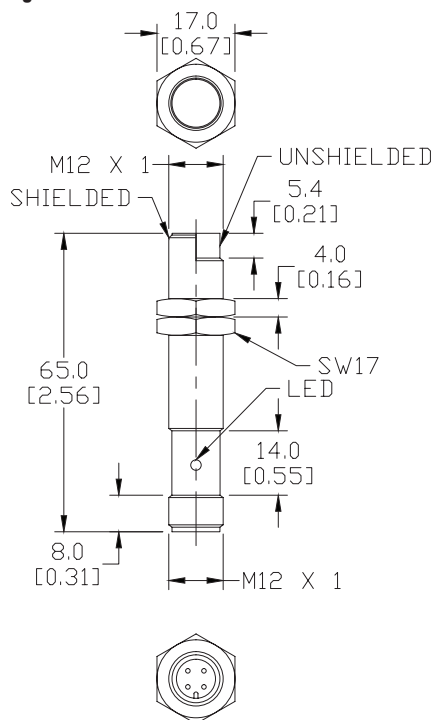 17.0
[0.67]
M12 X 1
UNSHIELDED
SHIELDED
5.4
[0.21]
4.0
[0.16]
65.0
[2.56]
SW17
LED
14.0
[0.55]
8.0
[0.31]
M12 X 1